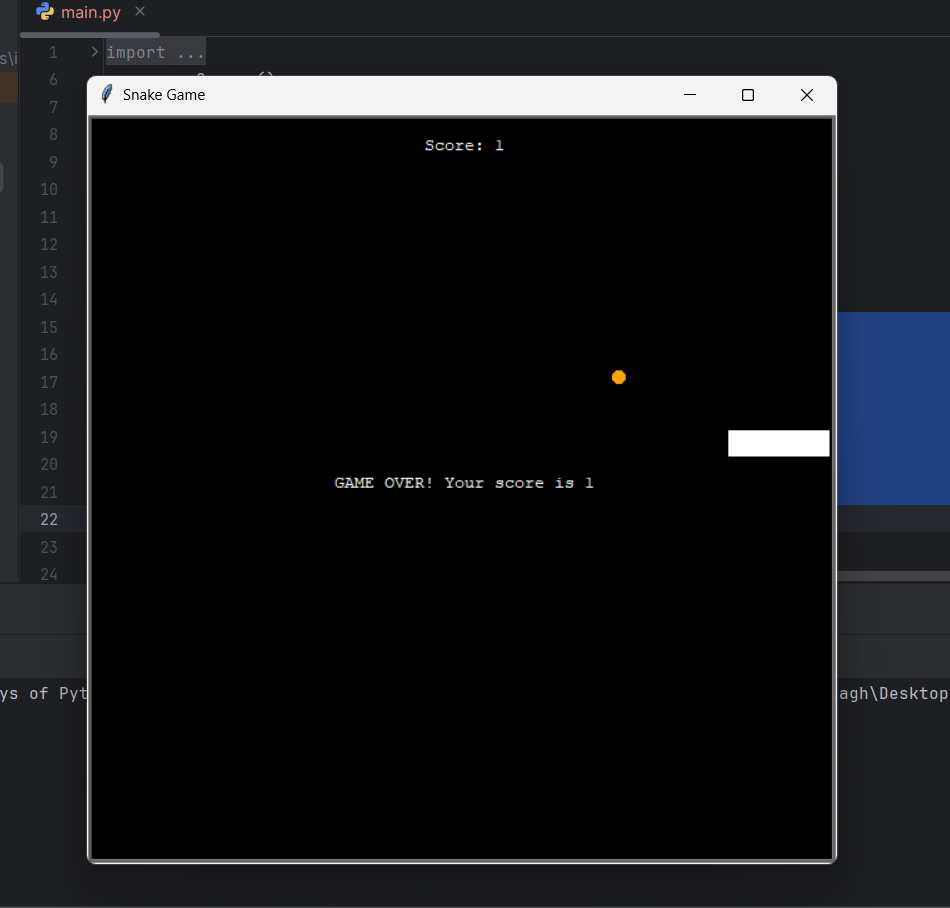 main.py
s\i
1 import ...
6
Snake Game
7
Score: 1
8
9
10
11
12
13
14
15
16
17
18
19
20
GAME OVER! Your score is 1
21
22
23
24
ys of Pyt
agh\Desktop